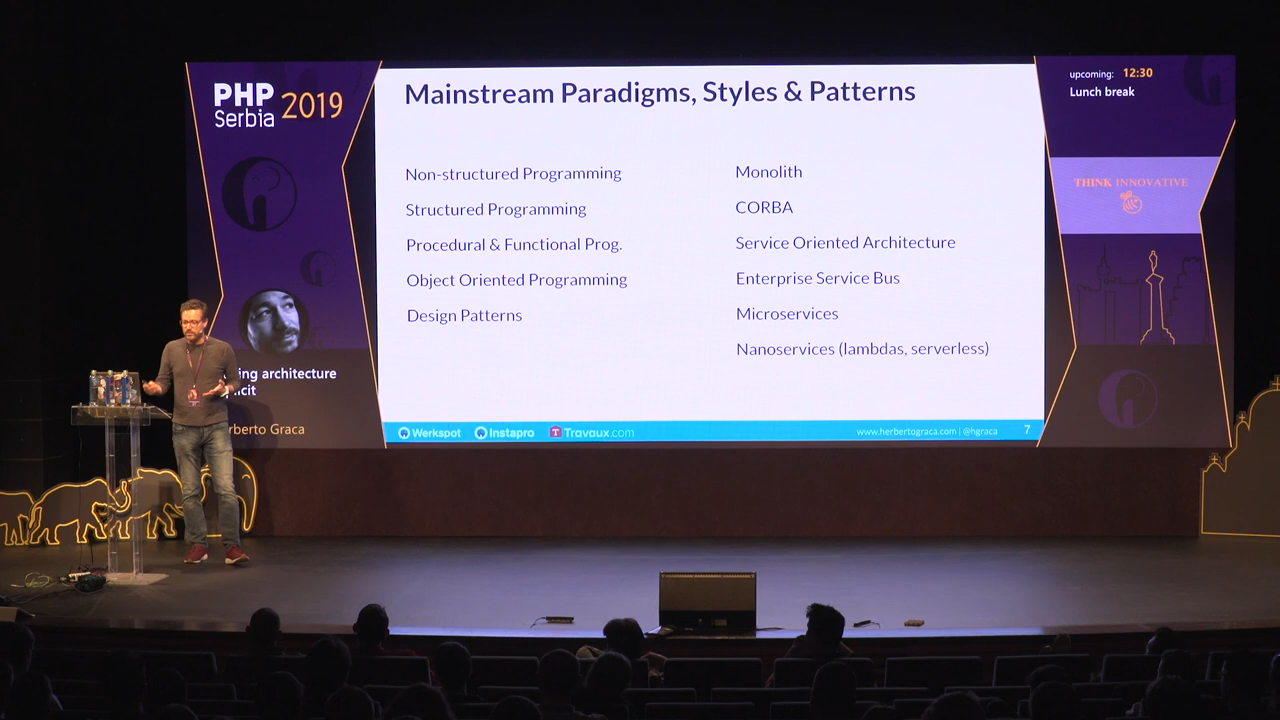 PHP
Serbia 2019
ing architecture
icit
rberto Graca
Mainstream Paradigms, Styles & Patterns
Non-structured Programming
Structured Programming
Procedural & Functional Prog.
Object Oriented Programming
Design Patterns
Monolith
CORBA
Service Oriented Architecture
Enterprise Service Bus
Microservices
Nanoservices (lambdas, serverless)
Werkspot Instapro Travaux.com
www.herbertograca.com | @hgraca 7
upcoming: 12:30
Lunch break
THINK INNOVATIVE